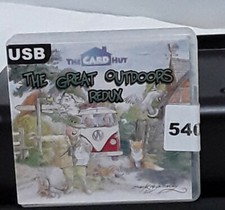 USB
The CARD Hut
THE GREAT OUTDOORS
REDUX
540